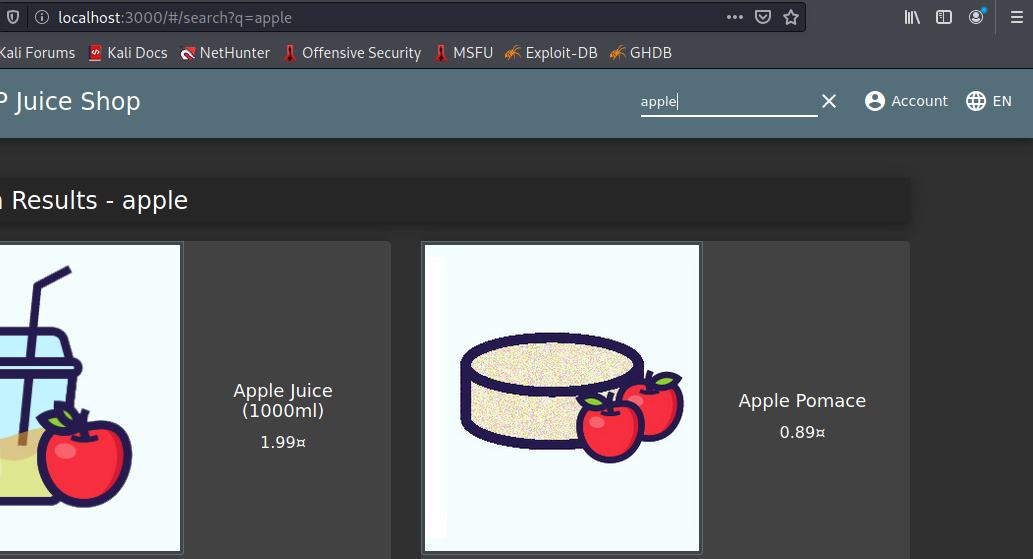 localhost:3000/#/search?q=apple
Kali Forums Kali Docs NetHunter Offensive Security MSFU Exploit-DB GHDB
P Juice Shop apple Account EN
Results - apple
Apple Juice
(1000ml)
1.99¤
Apple Pomace
0.89¤